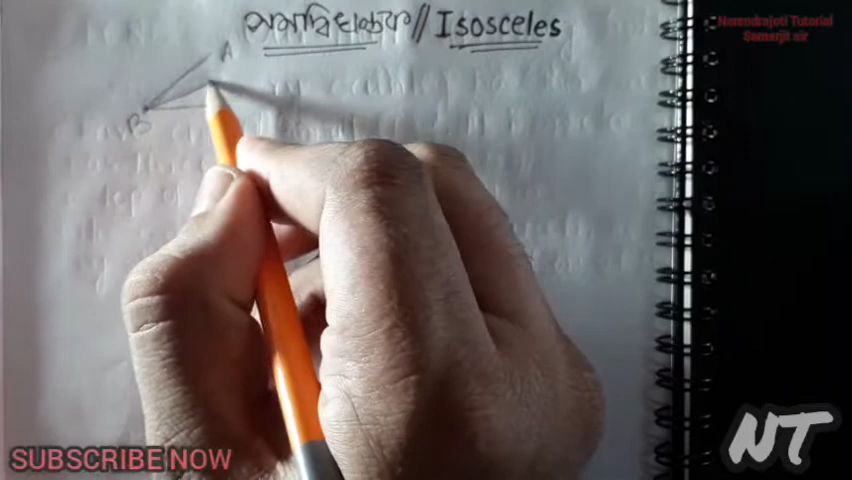 সমদ্বিবাহুক // Isosceles
Narendrajoti Tutorial
Samarjit sir
A
B
SUBSCRIBE NOW
NT